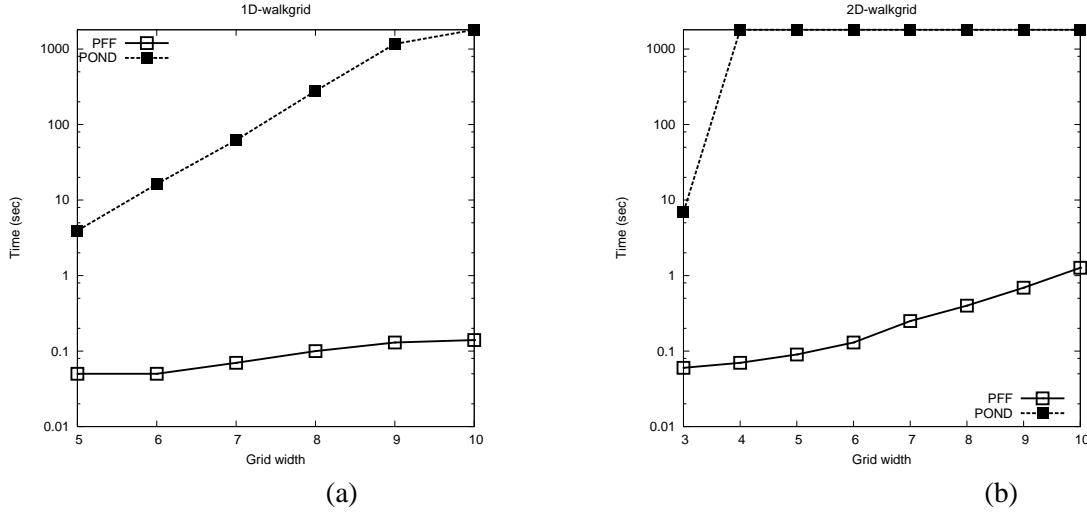 1D-walkgrid
PFF
POND
1000
100
10
1
0.1
0.01
Time (sec)
5 6 7 8 9 10
Grid width
(a)
2D-walkgrid
1000
100
10
1
0.1
0.01
Time (sec)
PFF
POND
3 4 5 6 7 8 9 10
Grid width
(b)